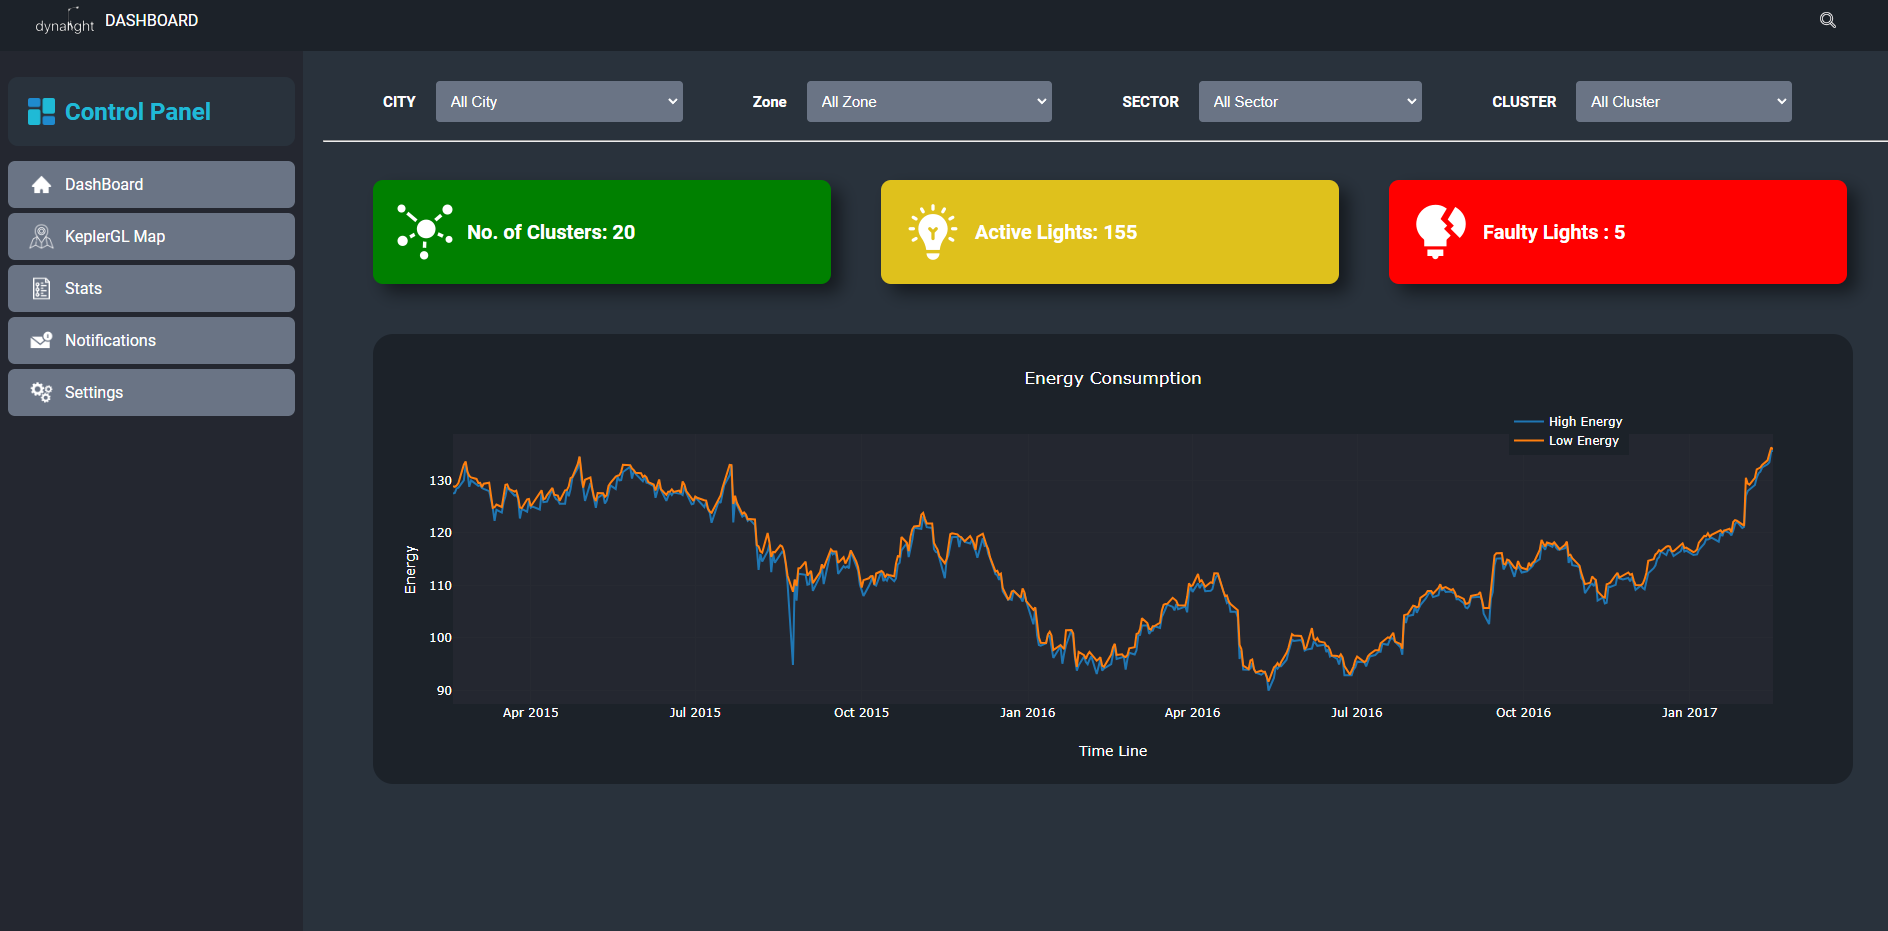 dynalight DASHBOARD
CITY All City Zone All Zone SECTOR All Sector CLUSTER All Cluster
Control Panel
DashBoard
KeplerGL Map
Stats
Notifications
Settings
No. of Clusters: 20
Active Lights: 155
Faulty Lights : 5
Energy Consumption
High Energy
Low Energy
Energy
130
120
110
100
90
Apr 2015 Jul 2015 Oct 2015 Jan 2016 Apr 2016 Jul 2016 Oct 2016 Jan 2017
Time Line